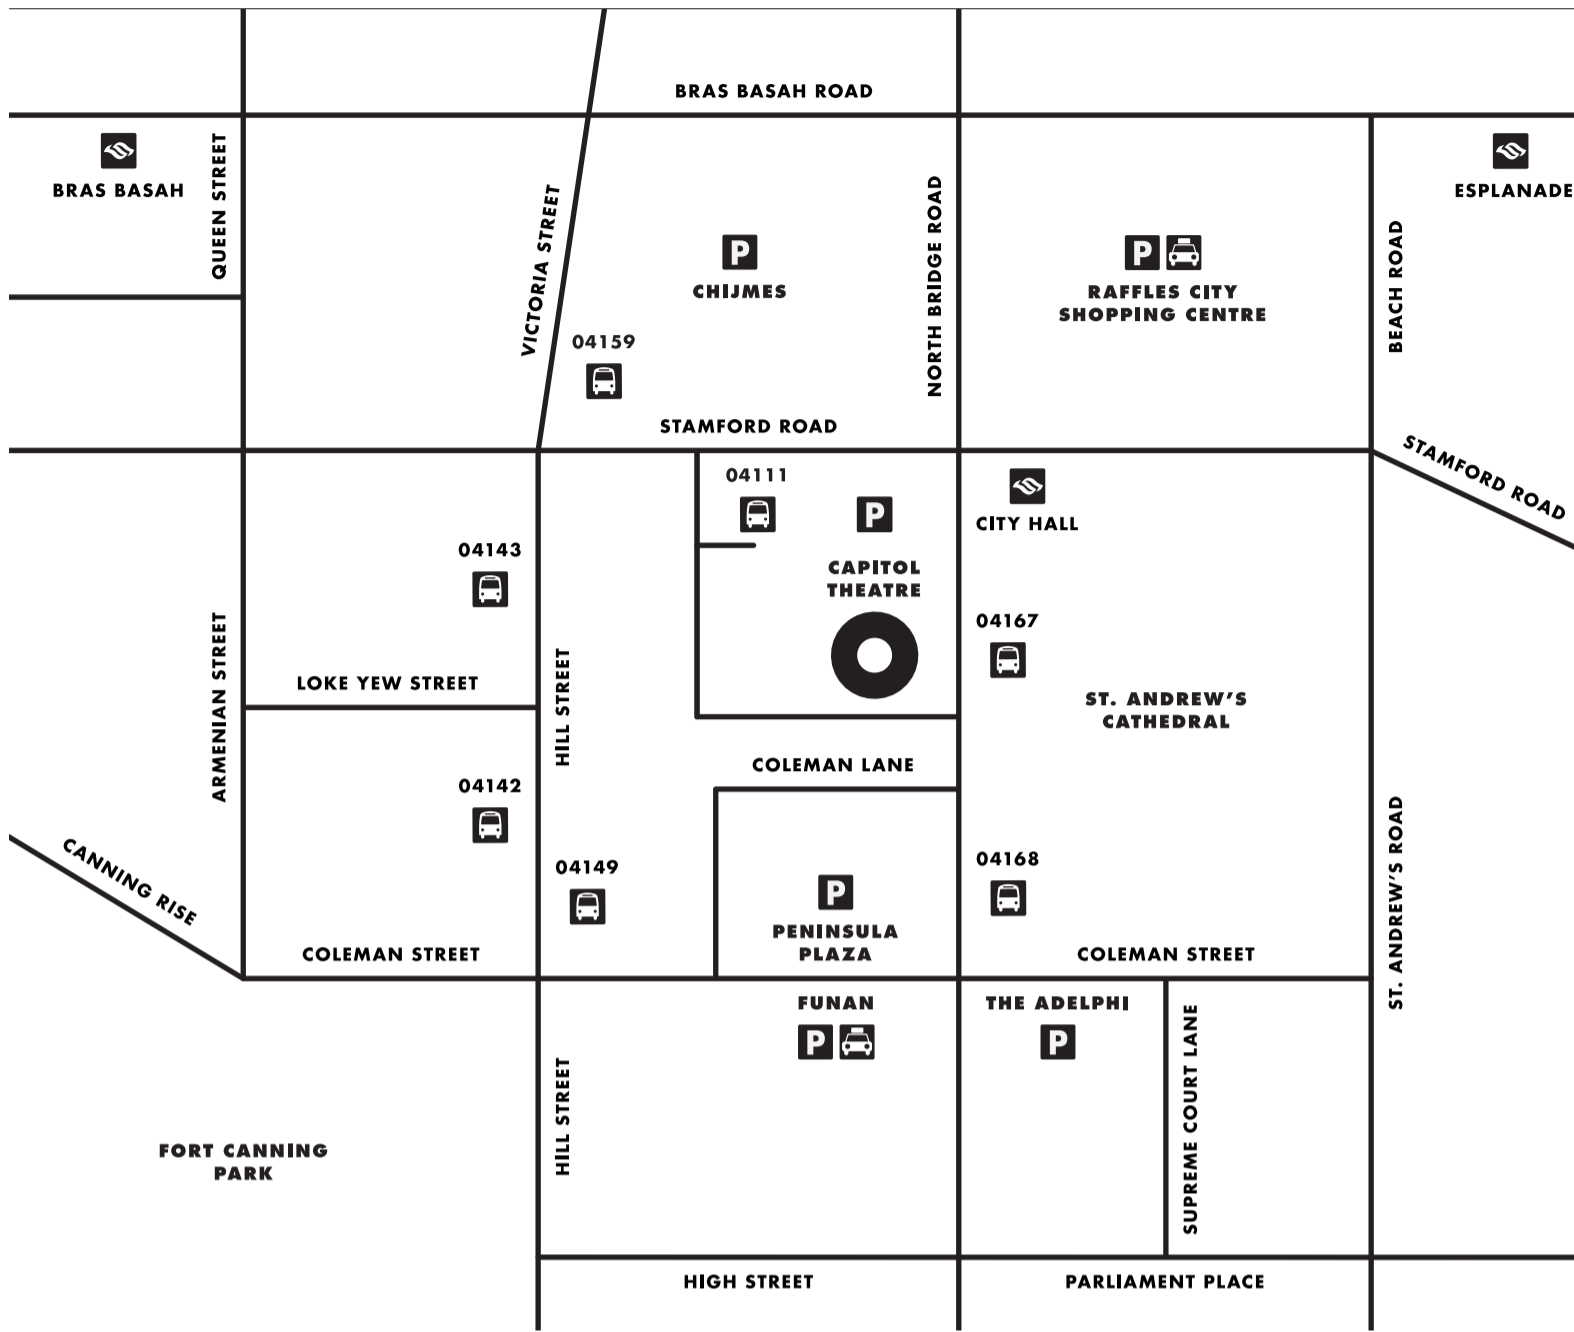 BRAS BASAH ROAD
BRAS BASAH
QUEEN STREET
VICTORIA STREET
P
CHIJMES
NORTH BRIDGE ROAD
P
RAFFLES CITY
SHOPPING CENTRE
BEACH ROAD
ESPLANADE
04159
STAMFORD ROAD
STAMFORD ROAD
04111
P
CAPITOL
THEATRE
CITY HALL
04143
04167
ARMENIAN STREET
LOKE YEW STREET
HILL STREET
ST. ANDREW’S
CATHEDRAL
COLEMAN LANE
04142
04149
04168
ST. ANDREW’S ROAD
CANNING RISE
P
PENINSULA
PLAZA
COLEMAN STREET
COLEMAN STREET
FUNAN
P
THE ADELPHI
P
SUPREME COURT LANE
HILL STREET
FORT CANNING
PARK
HIGH STREET
PARLIAMENT PLACE